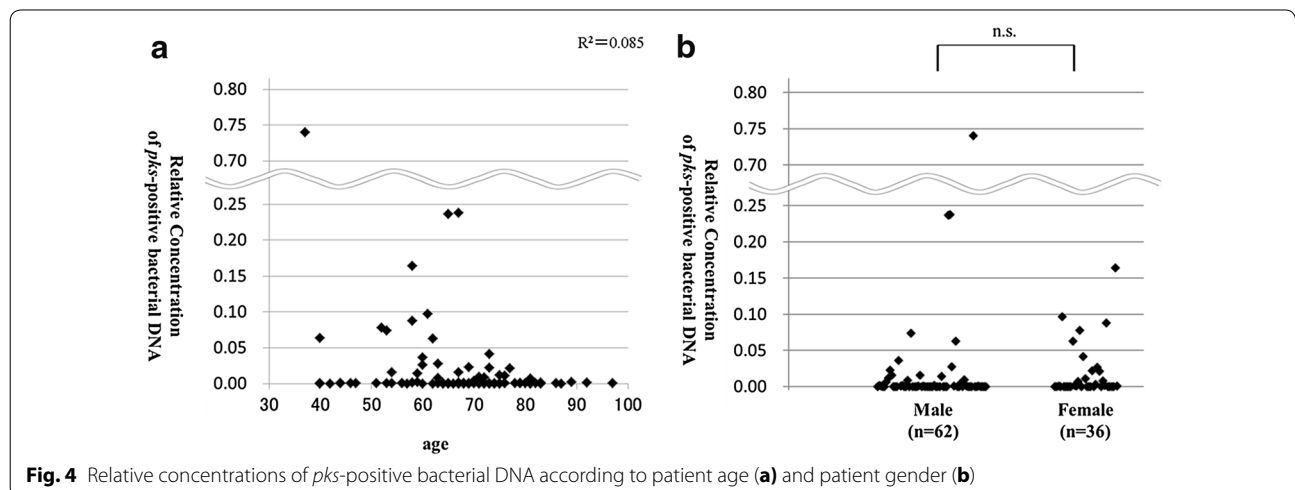 a
R²=0.085
Relative Concentration
of pks-positive bacterial DNA
0.80
0.75
0.70
0.25
0.20
0.15
0.10
0.05
0.00
30 40 50 60 70 80 90 100
age
b
n.s.
Relative Concentration
of pks-positive bacterial DNA
0.80
0.75
0.70
0.25
0.20
0.15
0.10
0.05
0.00
Male Female
(n=62) (n=36)
Fig. 4 Relative concentrations of pks-positive bacterial DNA according to patient age (a) and patient gender (b)